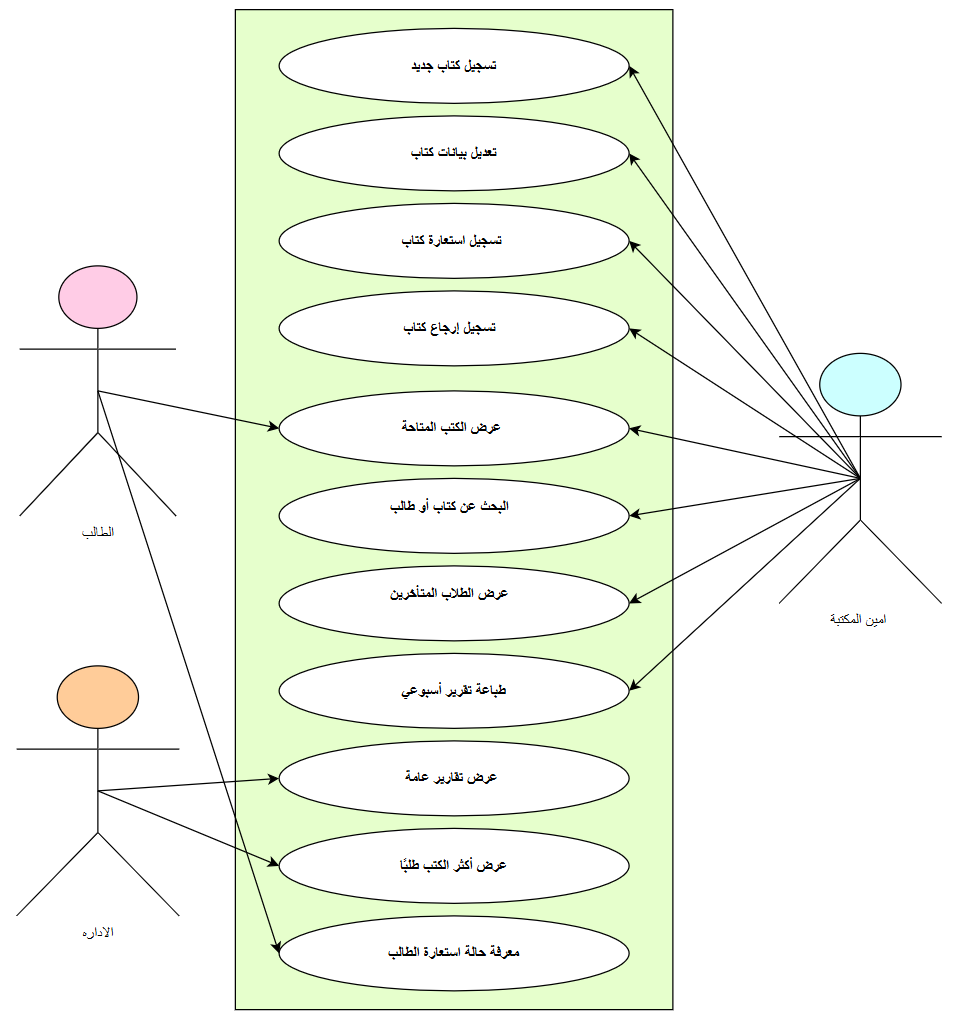 تسجيل كتاب جديد
تعديل بيانات كتاب
تسجيل استعارة كتاب
تسجيل إرجاع كتاب
عرض الكتب المتاحة
البحث عن كتاب أو طالب
عرض الطلاب المتأخرين
طباعة تقرير أسبوعي
عرض تقارير عامة
عرض أكثر الكتب طلبًا
معرفة حالة استعارة الطالب
الطالب
الاداره
امين المكتبة